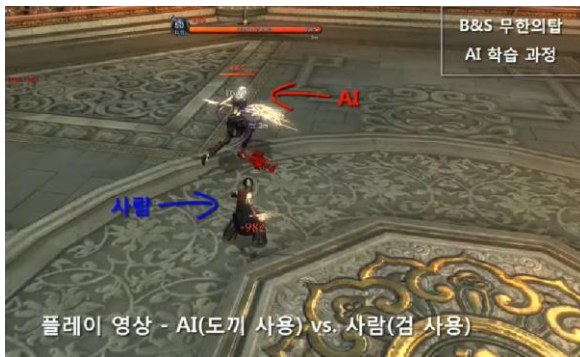 B&S 무한의탑
AI 학습 과정
AI
사람
-982
플레이 영상 - AI(도끼 사용) vs. 사람(검 사용)